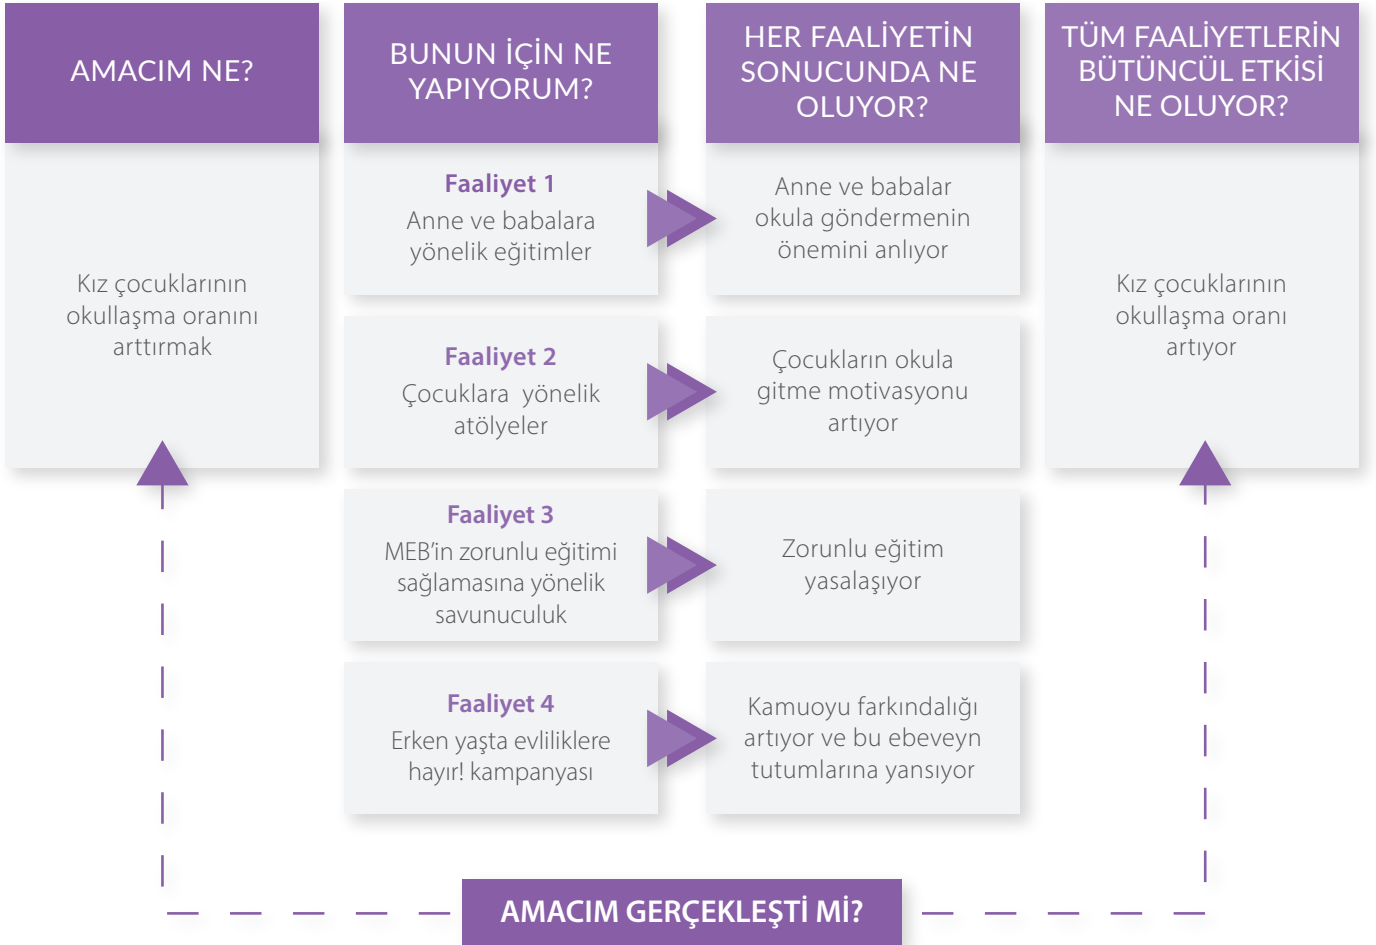 AMACIM NE?
BUNUN İÇİN NE
YAPIYORUM?
HER FAALİYETİN
SONUCUNDA NE
OLUYOR?
TÜM FAALİYETLERİN
BÜTÜNCÜL ETKİSİ
NE OLUYOR?
Kız çocuklarının
okullaşma oranını
arttırmak
Faaliyet 1
Anne ve babalara
yönelik eğitimler
Anne ve babalar
okula göndermenin
önemini anlıyor
Faaliyet 2
Çocuklara yönelik
atölyeler
Çocukların okula
gitme motivasyonu
artıyor
Faaliyet 3
MEB'in zorunlu eğitimi
sağlamasına yönelik
savunuculuk
Zorunlu eğitim
yasalaşıyor
Faaliyet 4
Erken yaşta evliliklere
hayır! kampanyası
Kamuoyu farkındalığı
artıyor ve bu ebeveyn
tutumlarına yansıyor
Kız çocuklarının
okullaşma oranı
artıyor
AMACIM GERÇEKLEŞTİ Mİ?